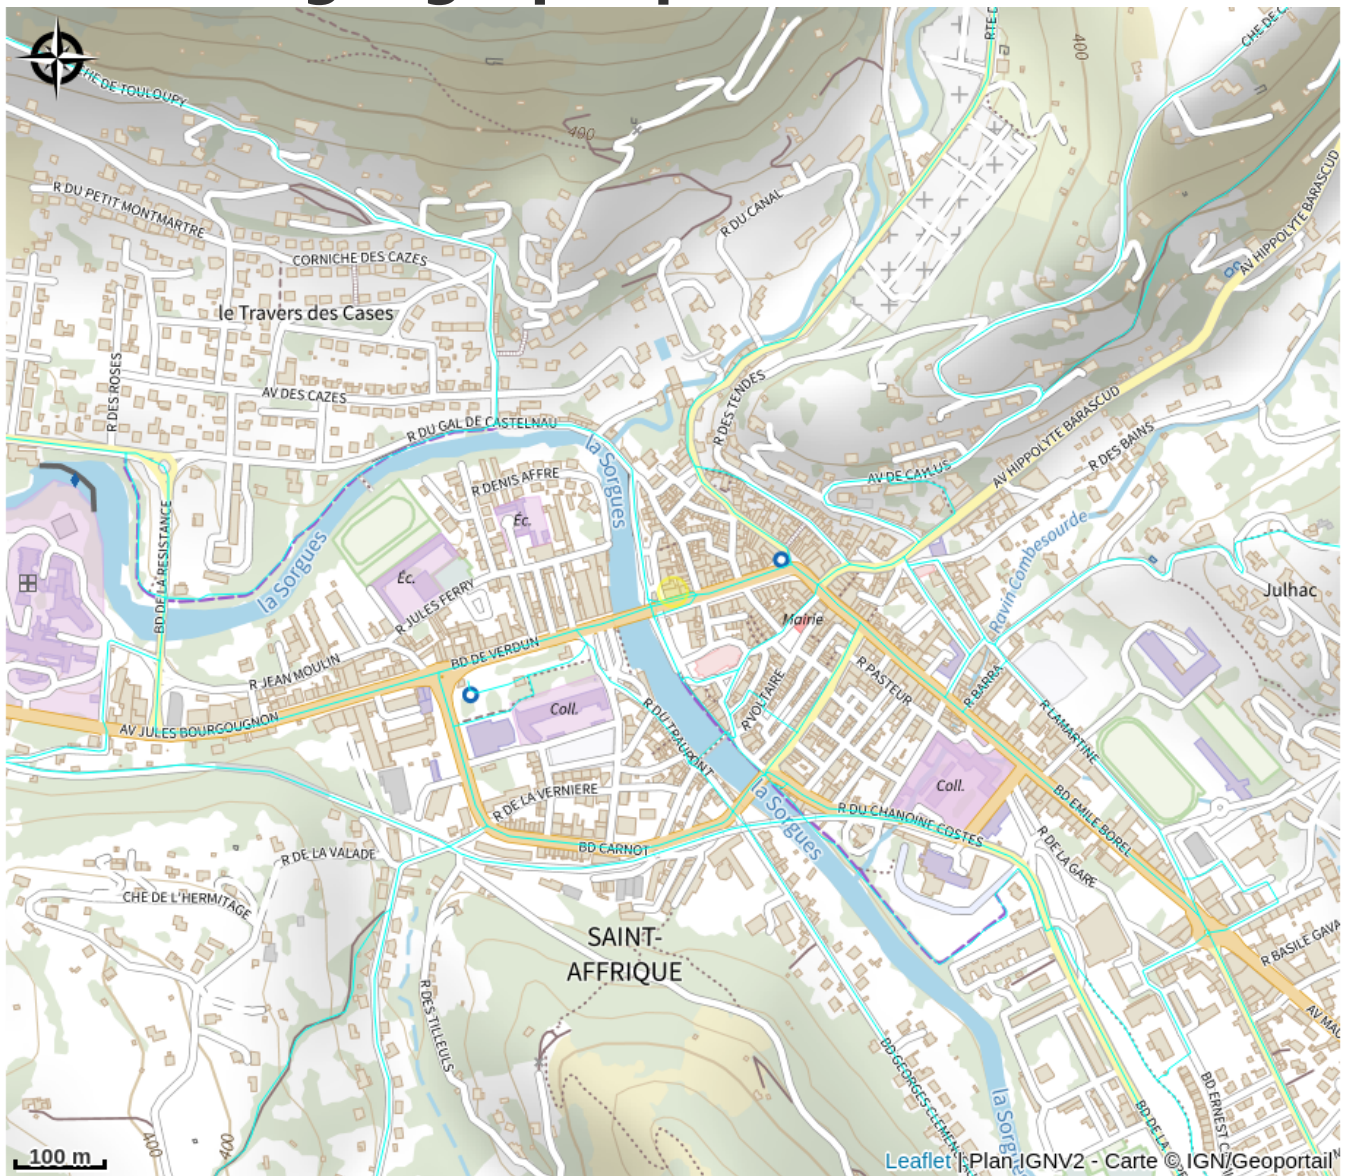 CHE DE TOULOUPY
400
400
R DU PETIT MONTMARTRE
R DU CANAL
CORNICHE DES CAZES
AV HIPPOLYTE BARASCUD
le Travers des Cases
R DES ROSES
AV DES CAZES
R DES TENDES
R DU GAL DE CASTELNAU
la Sorgues
AV HIPPOLYTE BARASCUD
R DES BAINS
R DENIS AFFRE
AV DE CAYLUS
Éc.
BD DE LA RESISTANCE
la Sorgues
Ravin Combesourde
Éc.
R JULES FERRY
Julhac
Mairie
BD DE VERDUN
R JEAN MOULIN
R PASTEUR
R VOLTAIRE
R BARRA
R LAMARTINE
Coll.
R DU TRAUPONT
AV JULES BOURGOUGNON
Coll.
R DE LA VERNIERE
la Sorgues
R DU CHANOINE COSTES
BD EMILE BOREL
BD CARNOT
R DE LA VALADE
R DE LA GARE
CHE DE L'HERMITAGE
SAINT-
AFFRIQUE
R BASILE GAVA
R DES TILLEULS
AV MAU
BD GEORGES CLEMEN
BD ERNEST C
BD DE LA
la Sorgu
400
400
100 m
Leaflet | Plan IGNV2 - Carte © IGN/Geoportail